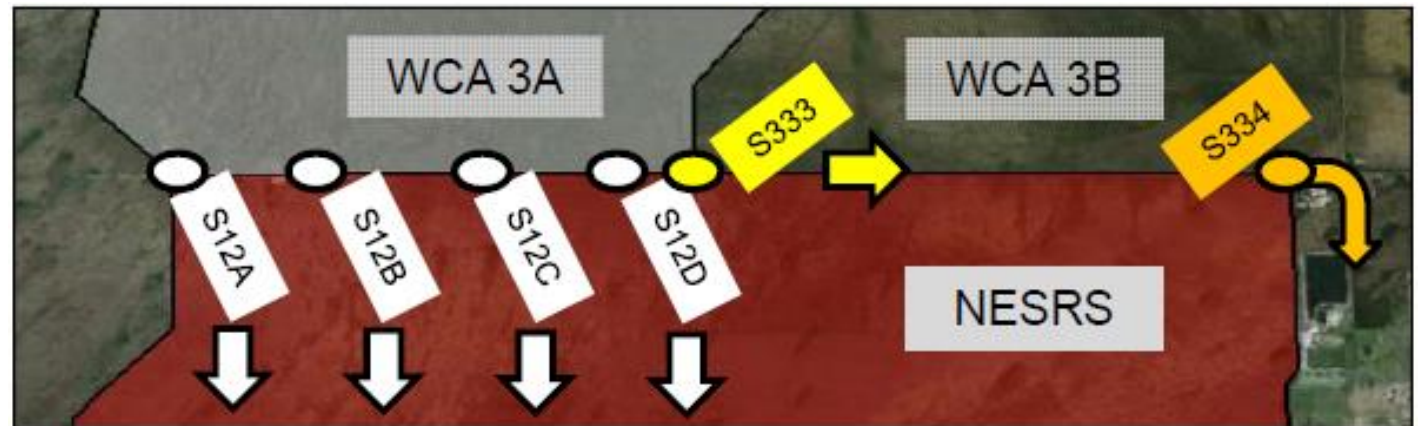 WCA 3A
WCA 3B
S333
S334
S12A
S12B
S12C
S12D
NESRS